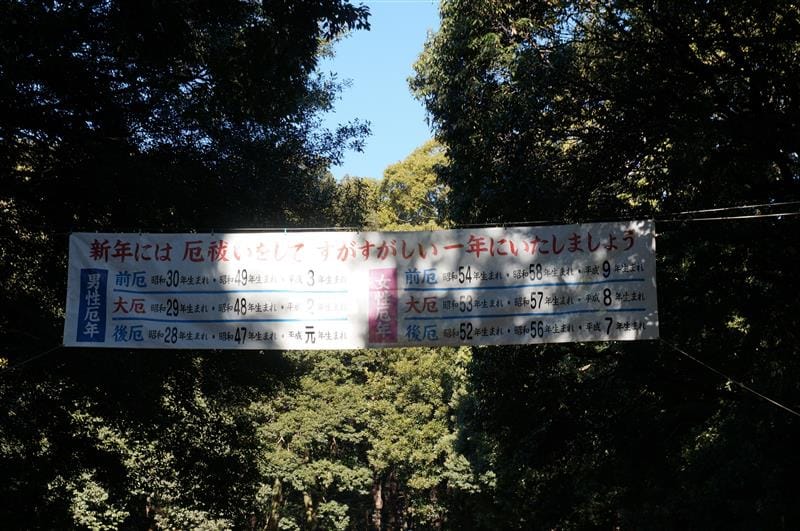 新年には 厄祓いをして すがすがしい一年にいたしましょう
男性厄年
前厄 昭和30年生まれ・昭和49年生まれ・平成3年生まれ
大厄 昭和29年生まれ・昭和48年生まれ・平成2年生まれ
後厄 昭和28年生まれ・昭和47年生まれ・平成元年生まれ
女性厄年
前厄 昭和54年生まれ・昭和58年生まれ・平成9年生まれ
大厄 昭和53年生まれ・昭和57年生まれ・平成8年生まれ
後厄 昭和52年生まれ・昭和56年生まれ・平成7年生まれ